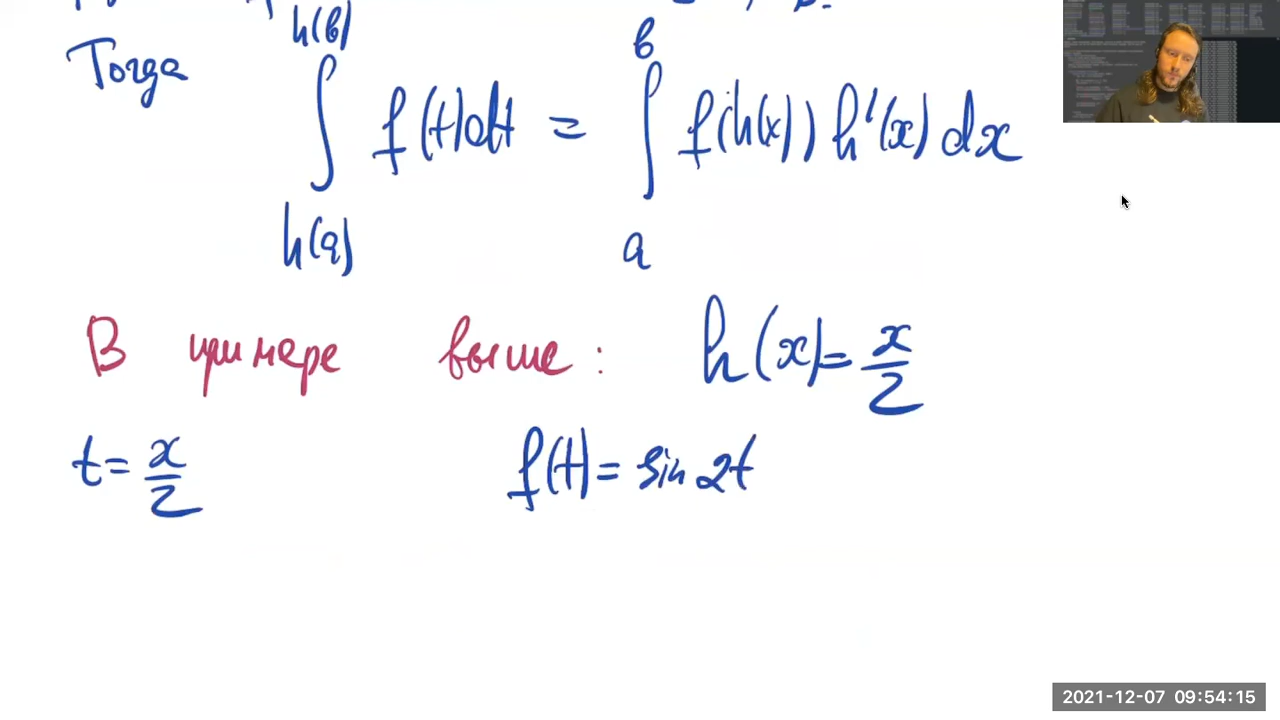 Тогда
h(в)
∫ f(t)dt = ∫ f(h(x)) h'(x) dx
h(a)
в
a
В примере выше: h(x) = x/2
t = x/2 f(t) = sin 2t
2021-12-07 09:54:15